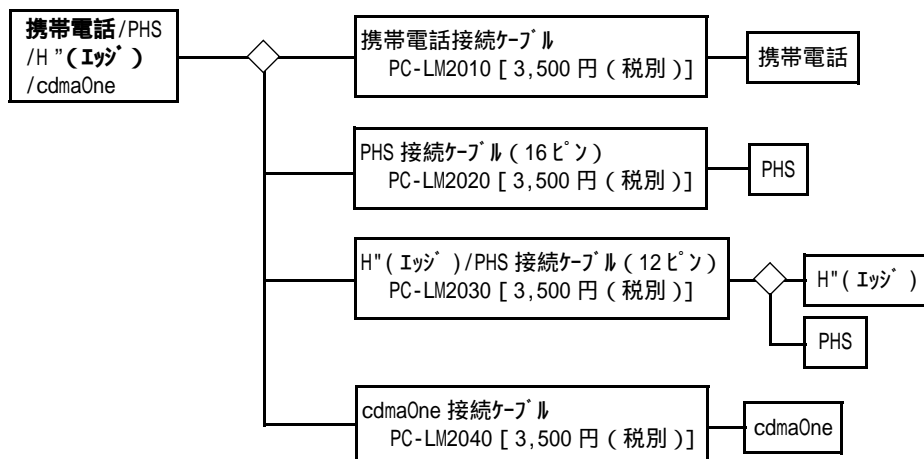 携帯電話/PHS
/H"(ｴｯｼﾞ)
/cdmaOne
携帯電話接続ｹｰﾌﾞﾙ
PC-LM2010 [ 3,500 円 ( 税別 )]
携帯電話
PHS 接続ｹｰﾌﾞﾙ ( 16 ﾋﾟﾝ )
PC-LM2020 [ 3,500 円 ( 税別 )]
PHS
H"( ｴｯｼﾞ )/PHS 接続ｹｰﾌﾞﾙ ( 12 ﾋﾟﾝ )
PC-LM2030 [ 3,500 円 ( 税別 )]
H"( ｴｯｼﾞ )
PHS
cdmaOne 接続ｹｰﾌﾞﾙ
PC-LM2040 [ 3,500 円 ( 税別 )]
cdmaOne